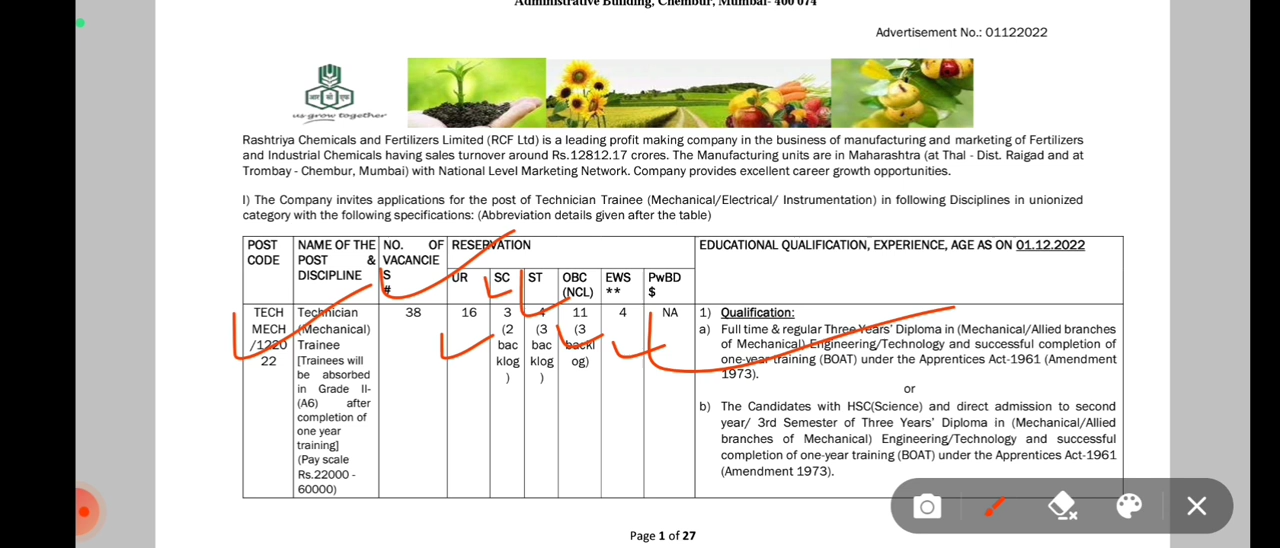 Administrative Building, Chembur, Mumbai- 400 074
Advertisement No.: 01122022
आर सी एफ
us grow together
Rashtriya Chemicals and Fertilizers Limited (RCF Ltd) is a leading profit making company in the business of manufacturing and marketing of Fertilizers
and Industrial Chemicals having sales turnover around Rs.12812.17 crores. The Manufacturing units are in Maharashtra (at Thal - Dist. Raigad and at
Trombay - Chembur, Mumbai) with National Level Marketing Network. Company provides excellent career growth opportunities.
I) The Company invites applications for the post of Technician Trainee (Mechanical/Electrical/ Instrumentation) in following Disciplines in unionized
category with the following specifications: (Abbreviation details given after the table)
POST CODE
NAME OF THE POST & DISCIPLINE
NO. OF VACANCIE S #
RESERVATION
EDUCATIONAL QUALIFICATION, EXPERIENCE, AGE AS ON 01.12.2022
UR
SC
ST
OBC (NCL)
EWS **
PwBD $
TECH
MECH
/1220
22
Technician
(Mechanical)
Trainee
[Trainees will
be absorbed
in Grade II-
(A6) after
completion of
one year
training]
(Pay scale
Rs.22000 -
60000)
38
16
3
(2
bac
klog
)
4
(3
bac
klog
)
11
(3
backl
og)
4
NA
1) Qualification:
a) Full time & regular Three Years' Diploma in (Mechanical/Allied branches
of Mechanical) Engineering/Technology and successful completion of
one-year training (BOAT) under the Apprentices Act-1961 (Amendment
1973).
or
b) The Candidates with HSC(Science) and direct admission to second
year/ 3rd Semester of Three Years' Diploma in (Mechanical/Allied
branches of Mechanical) Engineering/Technology and successful
completion of one-year training (BOAT) under the Apprentices Act-1961
(Amendment 1973).
Page 1 of 27